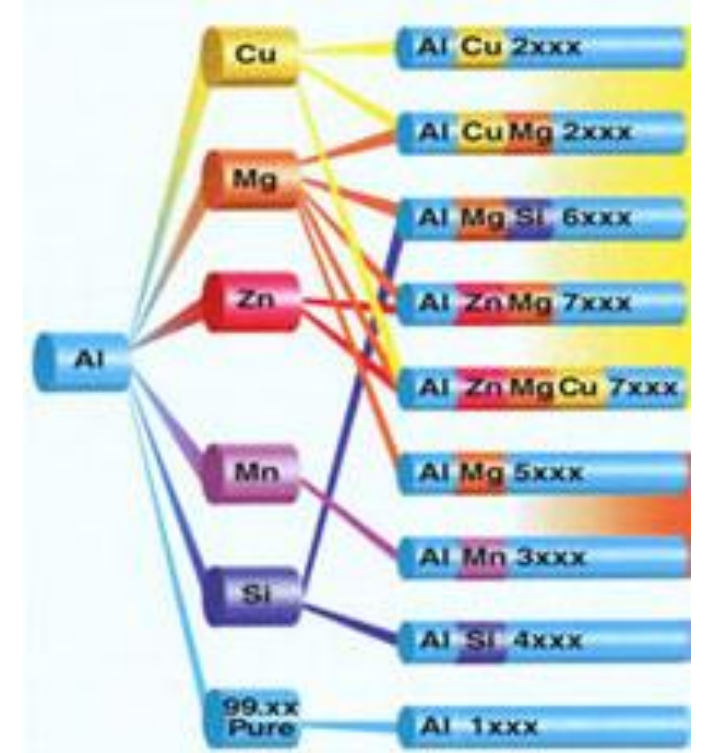 Al
Cu
Mg
Zn
Mn
Si
99.xx
Pure
Al Cu 2xxx
Al Cu Mg 2xxx
Al Mg Si 6xxx
Al Zn Mg 7xxx
Al Zn Mg Cu 7xxx
Al Mg 5xxx
Al Mn 3xxx
Al Si 4xxx
Al 1xxx